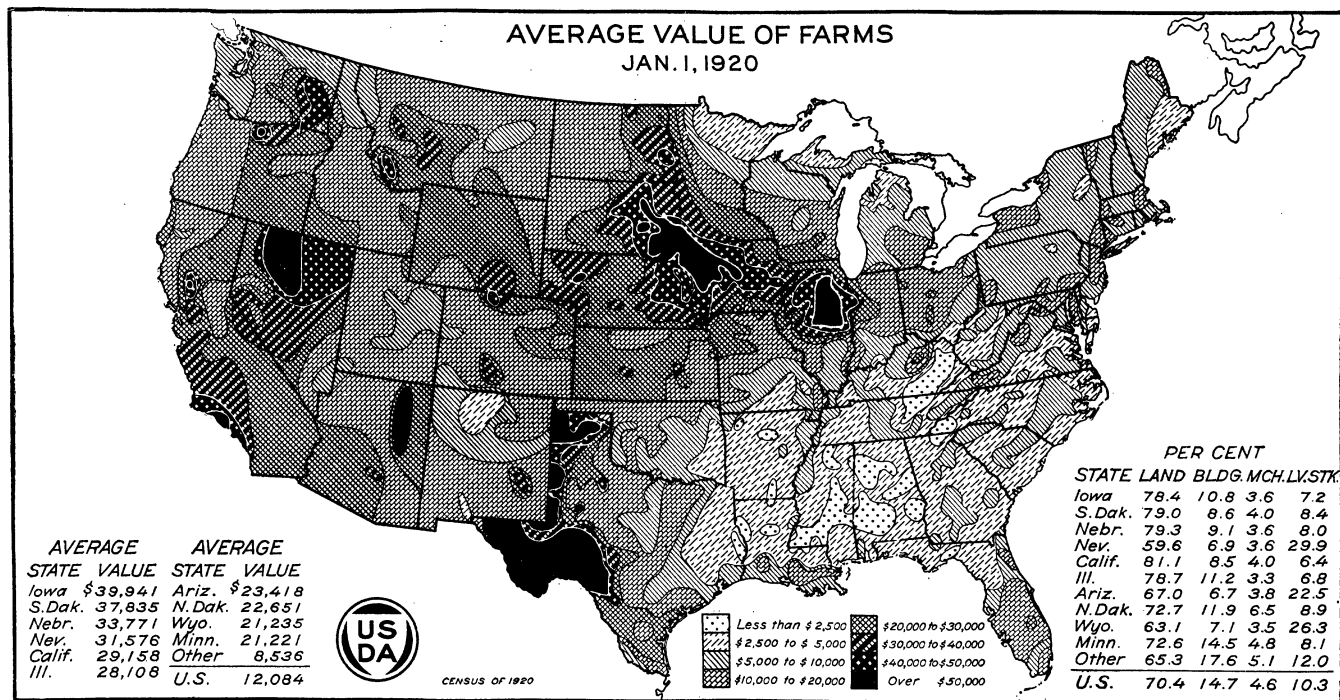 AVERAGE VALUE OF FARMS
JAN. 1, 1920
AVERAGE AVERAGE
STATE VALUE STATE VALUE
Iowa $39,941 Ariz. $23,418
S.Dak. 37,835 N.Dak. 22,651
Nebr. 33,771 Wyo. 21,235
Nev. 31,576 Minn. 21,221
Calif. 29,158 Other 8,536
Ill. 28,108 U.S. 12,084
US
DA
CENSUS OF 1920
Less than $2,500 $20,000 to $30,000
$2,500 to $ 5,000 $30,000 to $40,000
$5,000 to $ 10,000 $40,000 to $50,000
$10,000 to $20,000 Over $50,000
PER CENT
STATE LAND BLDG. MCH. LV.STK.
Iowa 78.4 10.8 3.6 7.2
S.Dak. 79.0 8.6 4.0 8.4
Nebr. 79.3 9.1 3.6 8.0
Nev. 59.6 6.9 3.6 29.9
Calif. 81.1 8.5 4.0 6.4
Ill. 78.7 11.2 3.3 6.8
Ariz. 67.0 6.7 3.8 22.5
N.Dak. 72.7 11.9 6.5 8.9
Wyo. 63.1 7.1 3.5 26.3
Minn. 72.6 14.5 4.8 8.1
Other 65.3 17.6 5.1 12.0
U.S. 70.4 14.7 4.6 10.3